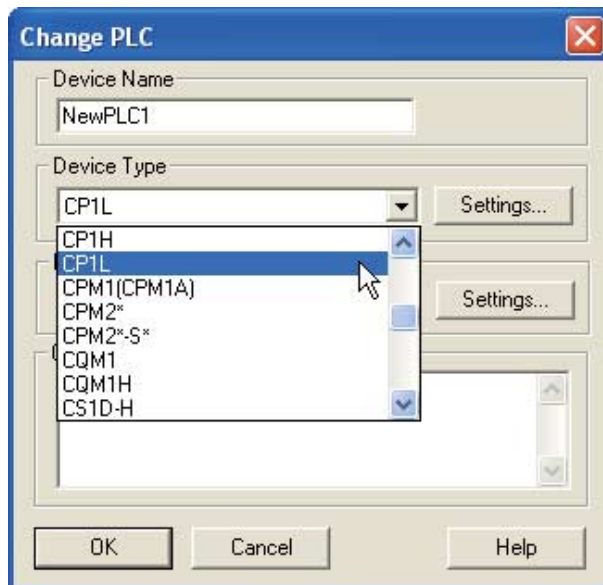 Change PLC
Device Name
NewPLC1
Device Type
CP1L
Settings...
CP1H
CP1L
CPM1(CPM1A)
CPM2*
CPM2*-S*
CQM1
CQM1H
CS1D-H
Settings...
OK
Cancel
Help